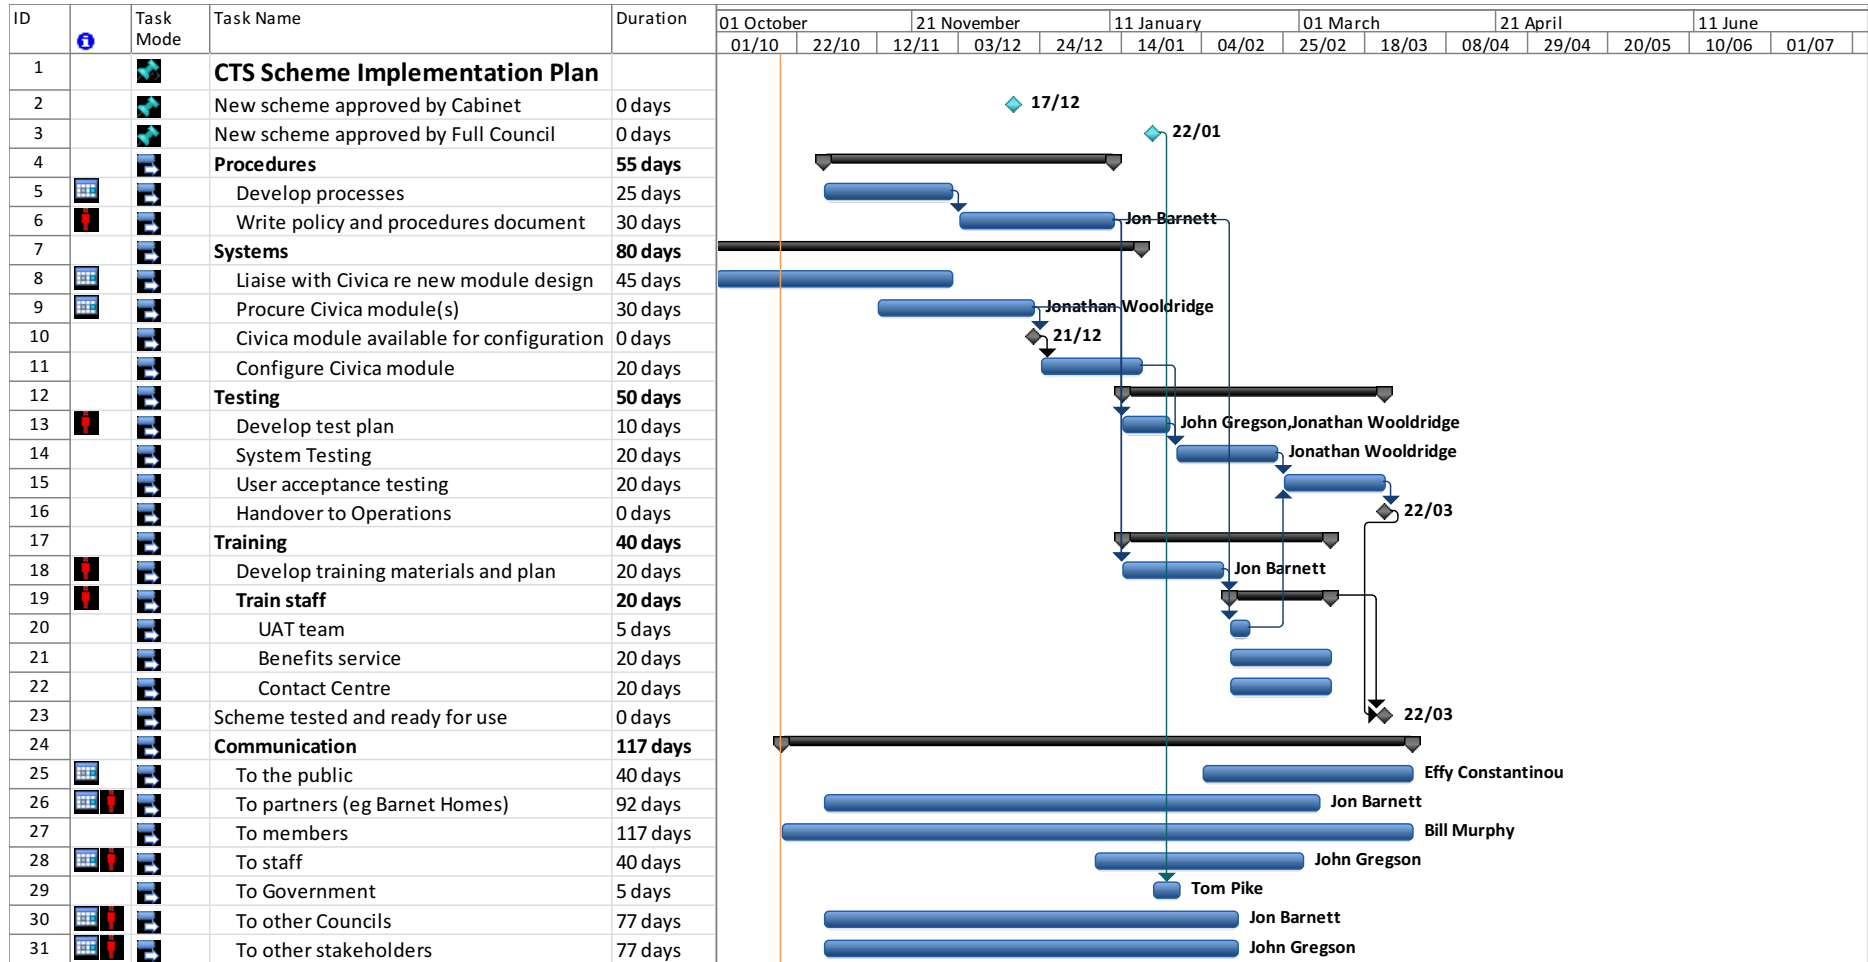 ID Task Mode Task Name Duration
01 October 21 November 11 January 01 March 21 April 11 June
01/10 22/10 12/11 03/12 24/12 14/01 04/02 25/02 18/03 08/04 29/04 20/05 10/06 01/07
1 CTS Scheme Implementation Plan
2 New scheme approved by Cabinet 0 days 17/12
3 New scheme approved by Full Council 0 days 22/01
4 Procedures 55 days
5 Develop processes 25 days
6 Write policy and procedures document 30 days Jon Barnett
7 Systems 80 days
8 Liaise with Civica re new module design 45 days
9 Procure Civica module(s) 30 days Jonathan Wooldridge
10 Civica module available for configuration 0 days 21/12
11 Configure Civica module 20 days
12 Testing 50 days
13 Develop test plan 10 days John Gregson,Jonathan Wooldridge
14 System Testing 20 days Jonathan Wooldridge
15 User acceptance testing 20 days
16 Handover to Operations 0 days 22/03
17 Training 40 days
18 Develop training materials and plan 20 days Jon Barnett
19 Train staff 20 days
20 UAT team 5 days
21 Benefits service 20 days
22 Contact Centre 20 days
23 Scheme tested and ready for use 0 days 22/03
24 Communication 117 days
25 To the public 40 days Effy Constantinou
26 To partners (eg Barnet Homes) 92 days Jon Barnett
27 To members 117 days Bill Murphy
28 To staff 40 days John Gregson
29 To Government 5 days Tom Pike
30 To other Councils 77 days Jon Barnett
31 To other stakeholders 77 days John Gregson